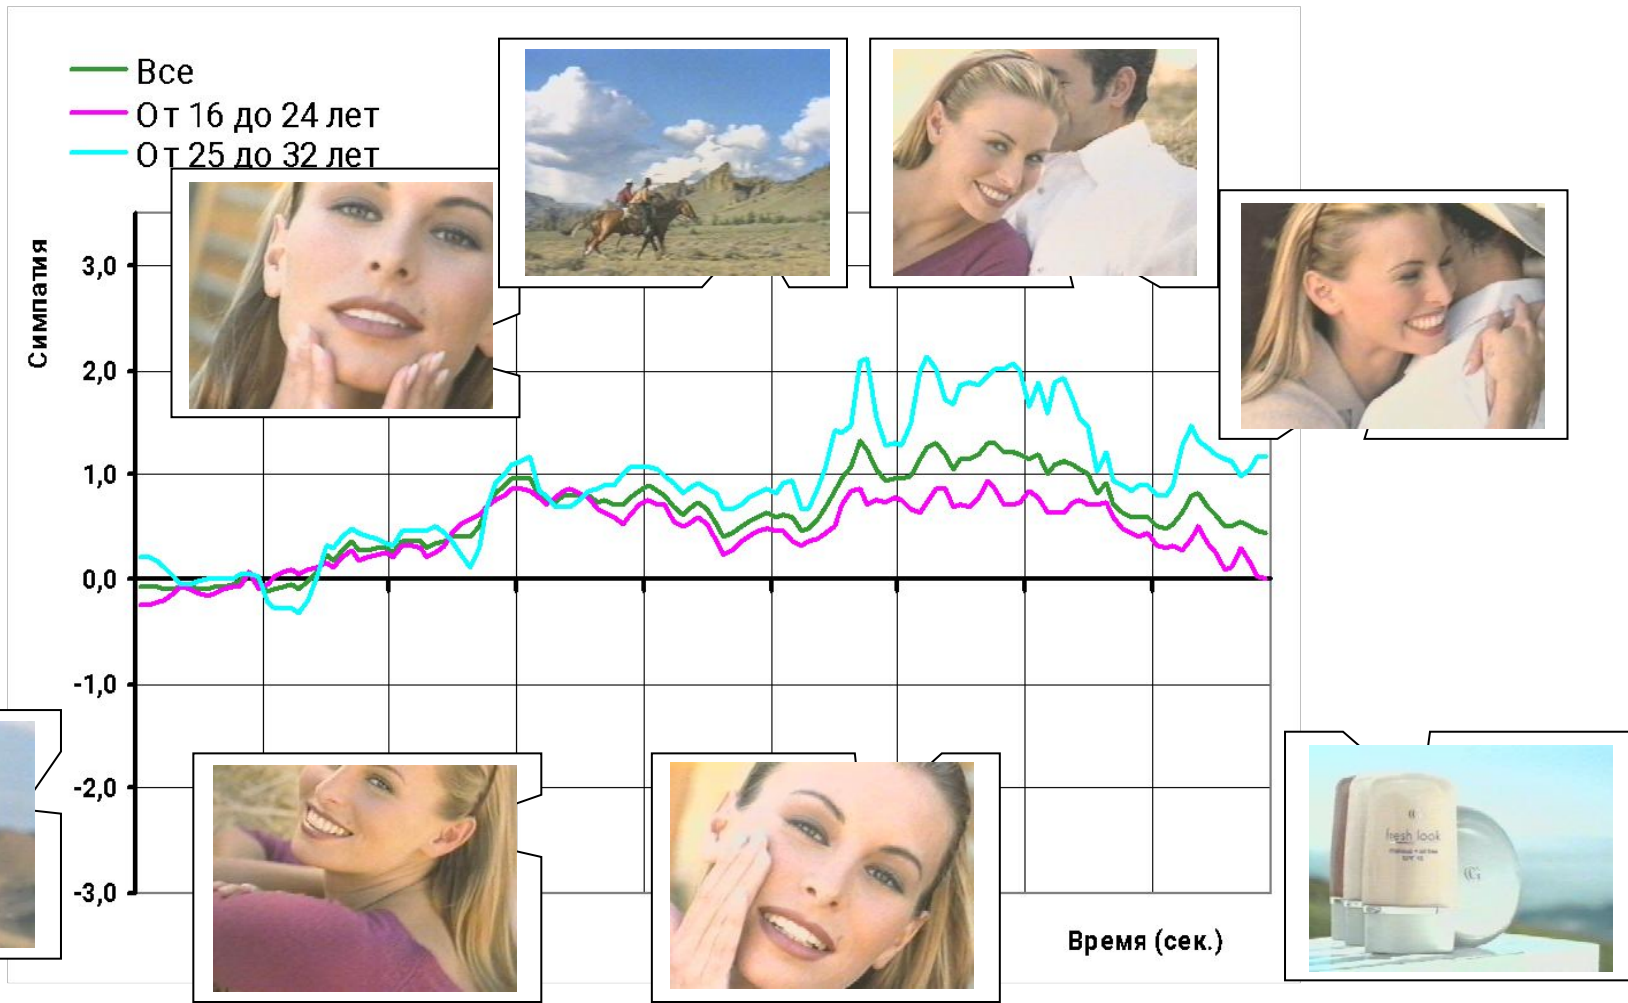 Все
От 16 до 24 лет
От 25 до 32 лет
Симпатия
3,0
2,0
1,0
0,0
-1,0
-2,0
-3,0
Время (сек.)
fresh look